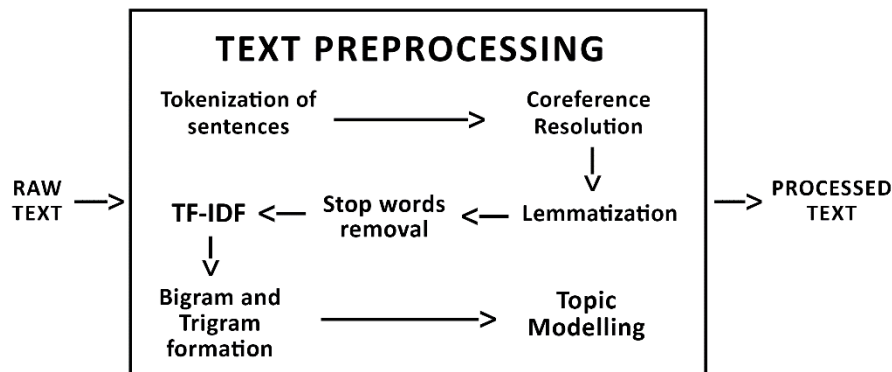 TEXT PREPROCESSING
Tokenization of
sentences
Coreference
Resolution
RAW
TEXT
TF-IDF
Stop words
removal
Lemmatization
PROCESSED
TEXT
Bigram and
Trigram
formation
Topic
Modelling